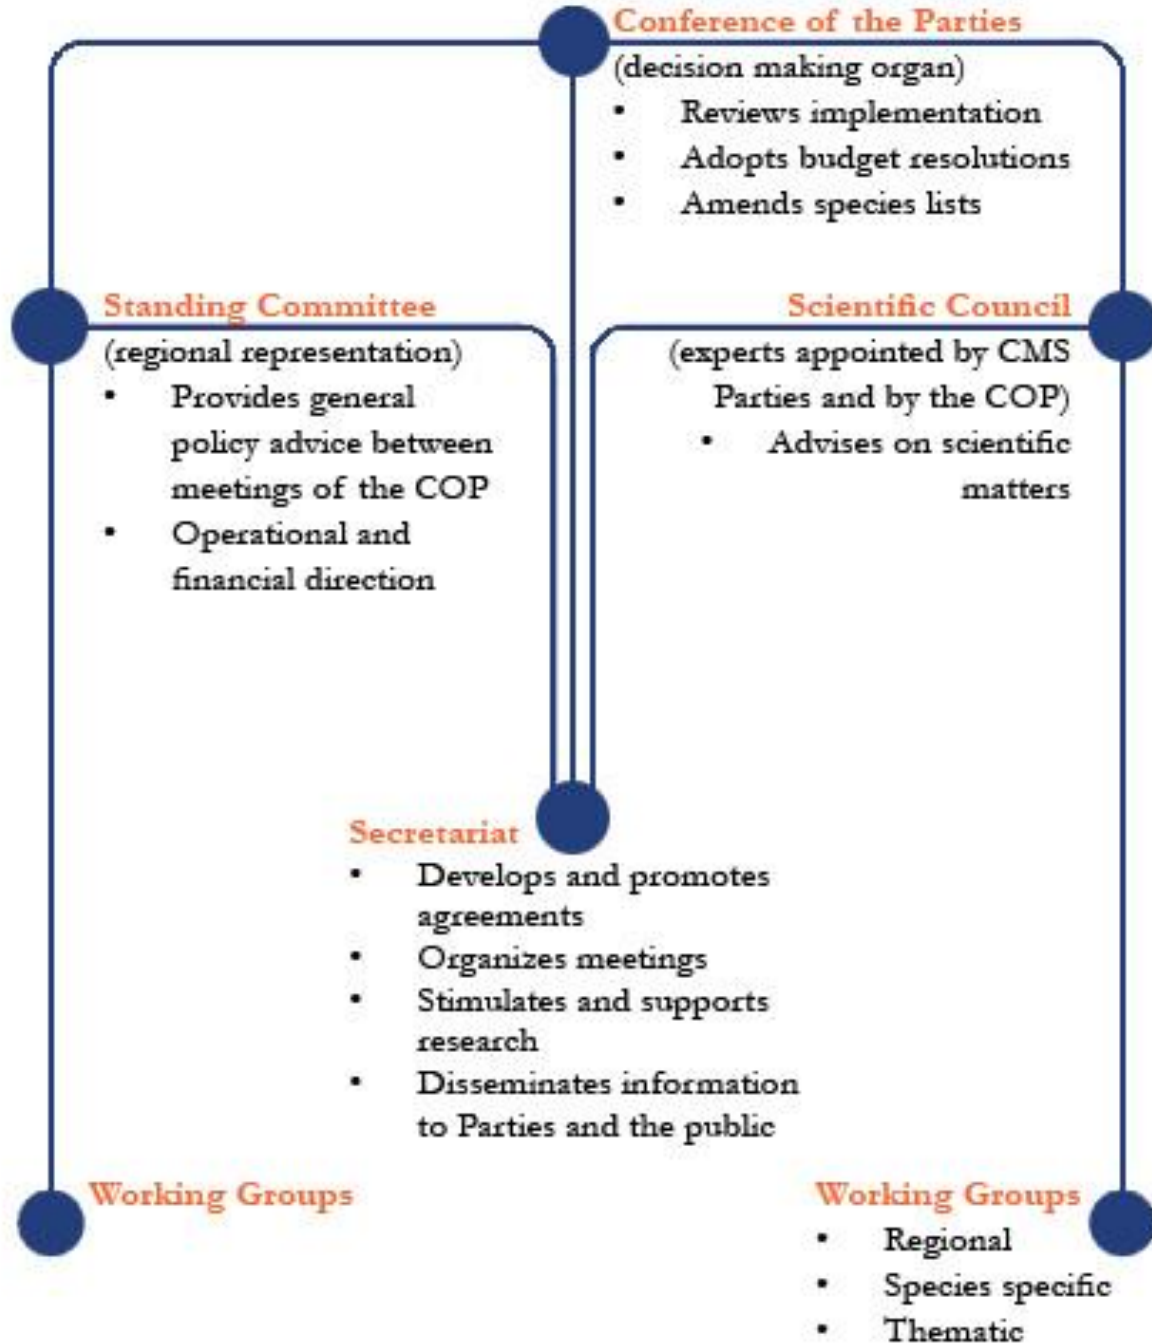 Conference of the Parties
(decision making organ)
• Reviews implementation
• Adopts budget resolutions
• Amends species lists
Standing Committee
(regional representation)
• Provides general
policy advice between
meetings of the COP
• Operational and
financial direction
Scientific Council
(experts appointed by CMS
Parties and by the COP)
• Advises on scientific
matters
Secretariat
• Develops and promotes
agreements
• Organizes meetings
• Stimulates and supports
research
• Disseminates information
to Parties and the public
Working Groups
Working Groups
• Regional
• Species specific
• Thematic